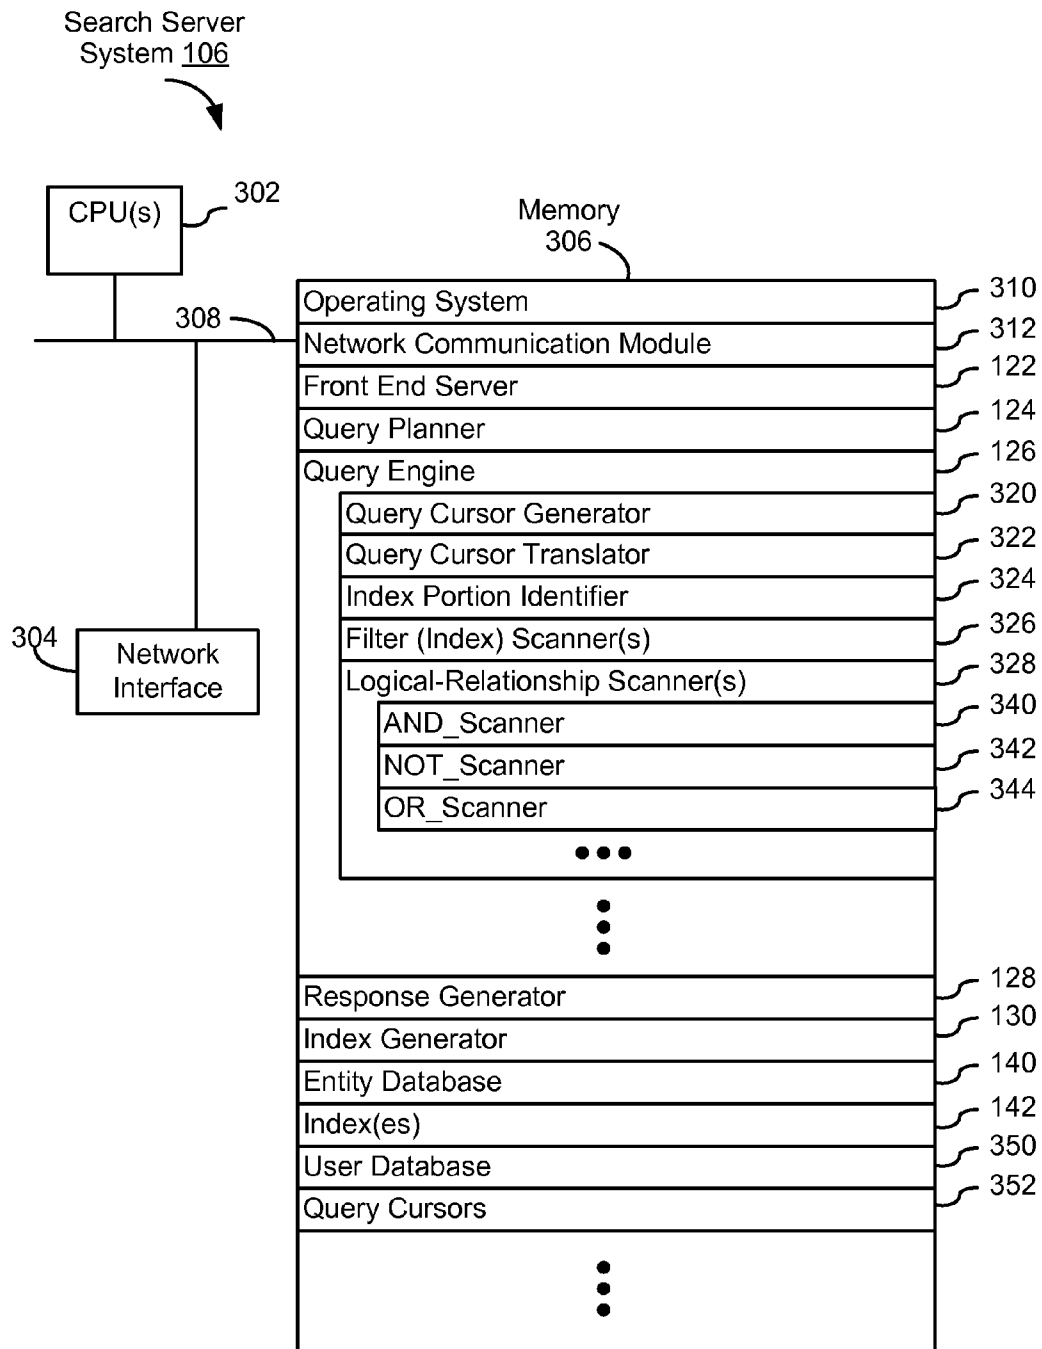 Search Server
System 106
302
CPU(s)
Memory
306
308
304
Network
Interface
Operating System
310
Network Communication Module
312
Front End Server
122
Query Planner
124
Query Engine
126
Query Cursor Generator
320
Query Cursor Translator
322
Index Portion Identifier
324
Filter (Index) Scanner(s)
326
Logical-Relationship Scanner(s)
328
AND_Scanner
340
NOT_Scanner
342
OR_Scanner
344
Response Generator
128
Index Generator
130
Entity Database
140
Index(es)
142
User Database
350
Query Cursors
352